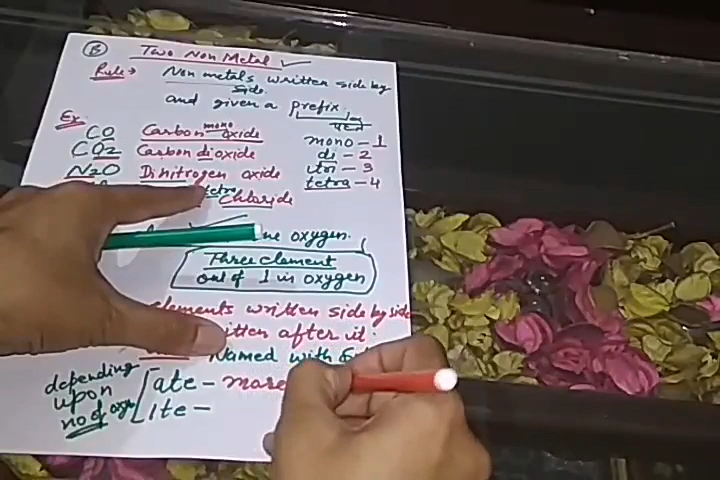 B Two Non Metal ✓
Rule → Non metals written side by
side.
and given a prefix.
Ex
CO Carbon mono oxide
CO2 Carbon dioxide
N2O Dinitrogen oxide
tetra Chloride
mono - 1
di - 2
tri - 3
tetra - 4
one oxygen.
Three element
out of 1 in oxygen
elements written side by side
written after it.
Named with
depending
upon
no of oxy
ate - more
ite -